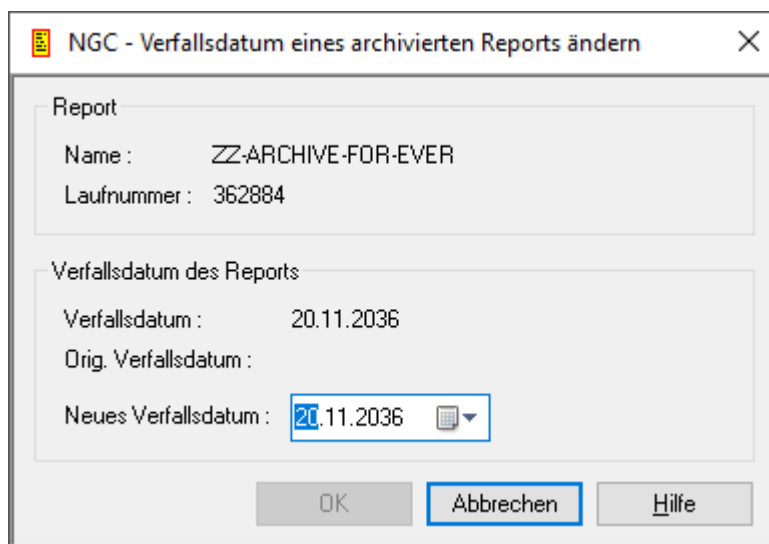 NGC - Verfallsdatum eines archivierten Reports ändern
Report
Name : ZZ-ARCHIVE-FOR-EVER
Laufnummer : 362884
Verfallsdatum des Reports
Verfallsdatum : 20.11.2036
Orig. Verfallsdatum :
Neues Verfallsdatum : 20.11.2036
OK Abbrechen Hilfe